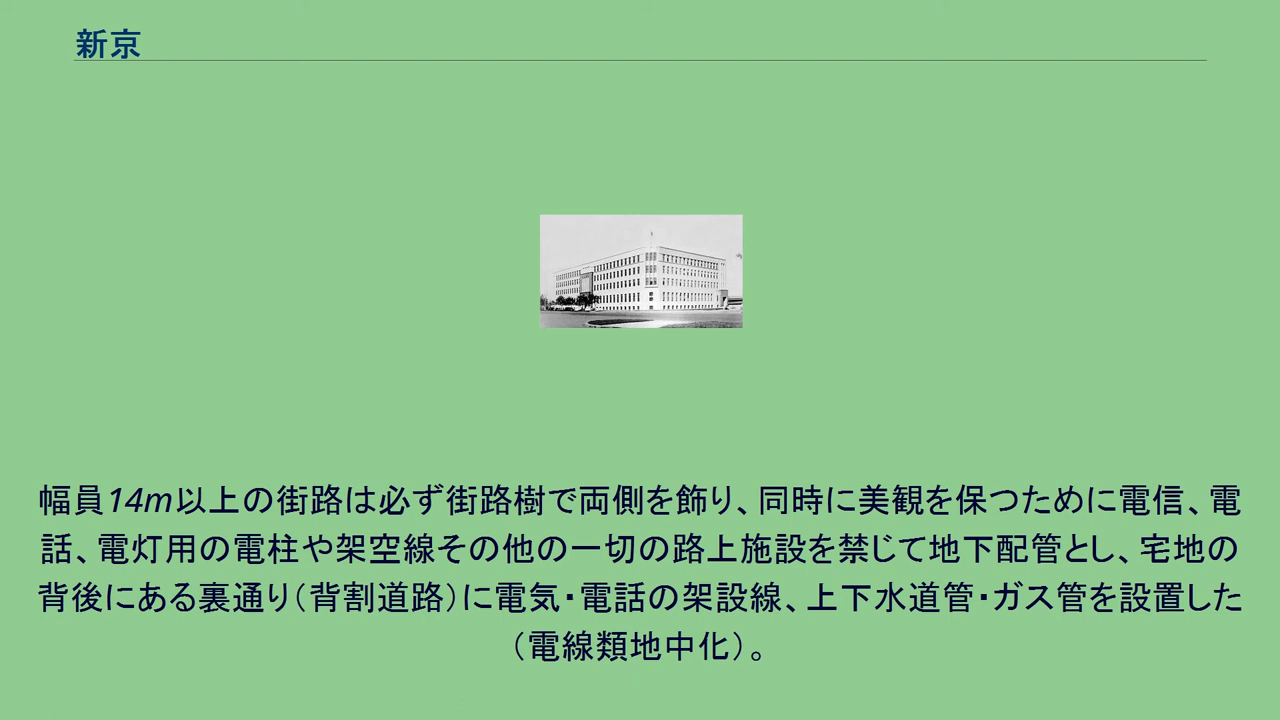 新京
幅員14m以上の街路は必ず街路樹で両側を飾り、同時に美観を保つために電信、電
話、電灯用の電柱や架空線その他の一切の路上施設を禁じて地下配管とし、宅地の
背後にある裏通り（背割道路）に電気・電話の架設線、上下水道管・ガス管を設置した
（電線類地中化）。